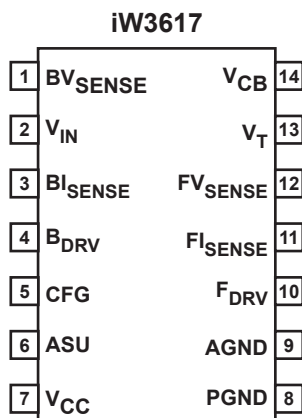 iW3617
1 BVSENSE VCB 14
2 VIN VT 13
3 BISENSE FVSENSE 12
4 BDRV FISENSE 11
5 CFG FDRV 10
6 ASU AGND 9
7 VCC PGND 8